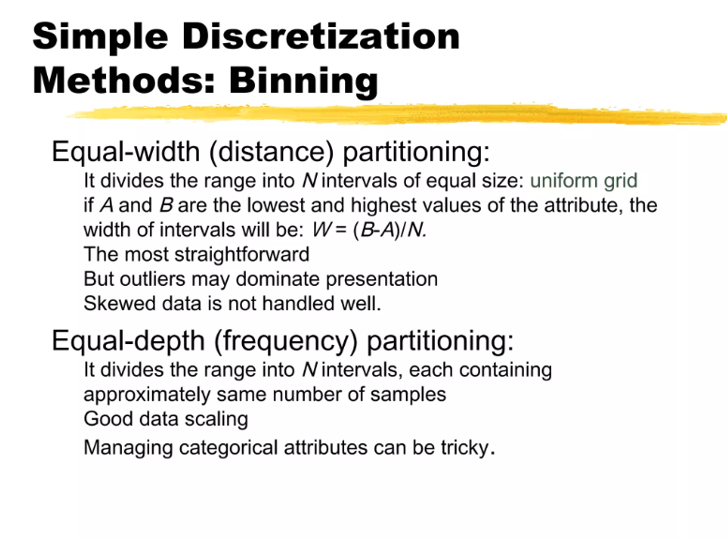 Simple Discretization
Methods: Binning
Equal-width (distance) partitioning:
It divides the range into N intervals of equal size: uniform grid
if A and B are the lowest and highest values of the attribute, the
width of intervals will be: W = (B-A)/N.
The most straightforward
But outliers may dominate presentation
Skewed data is not handled well.
Equal-depth (frequency) partitioning:
It divides the range into N intervals, each containing
approximately same number of samples
Good data scaling
Managing categorical attributes can be tricky.